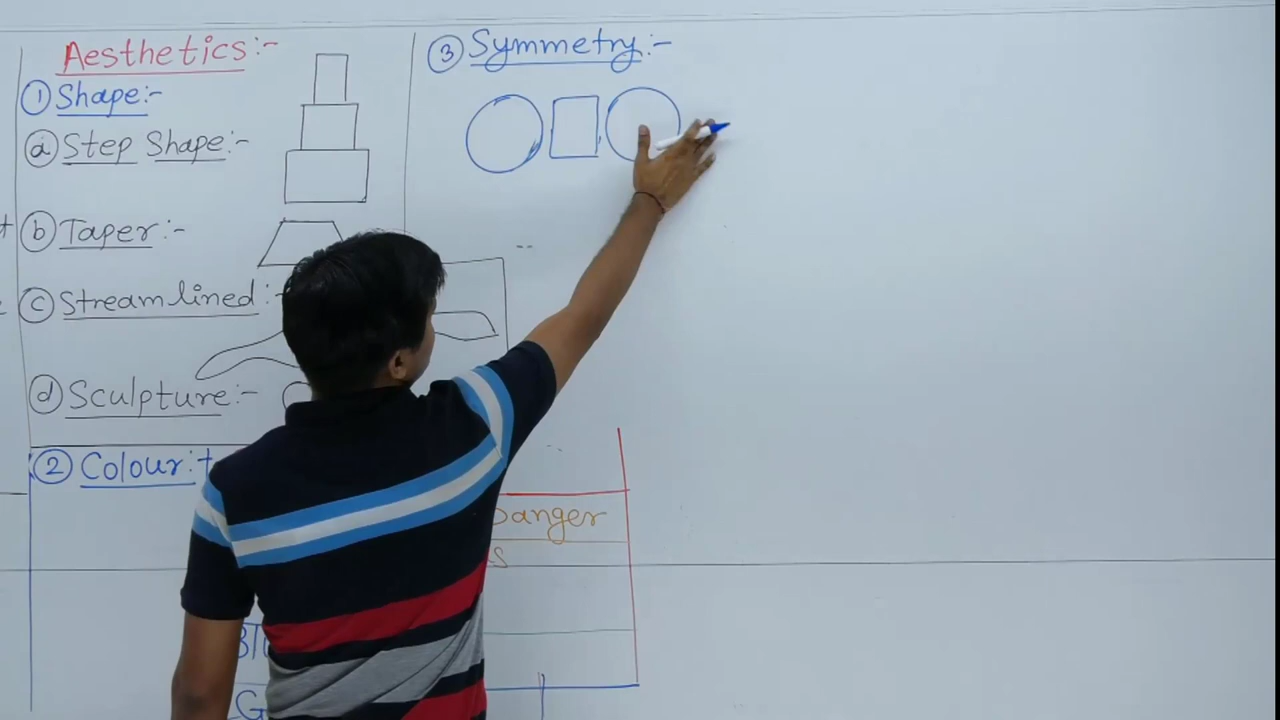 Aesthetics:-
① Shape:-
ⓐ Step Shape:-
ⓑ Taper:-
ⓒ Streamlined:-
ⓓ Sculpture:-
② Colour:
Danger
③ Symmetry:-